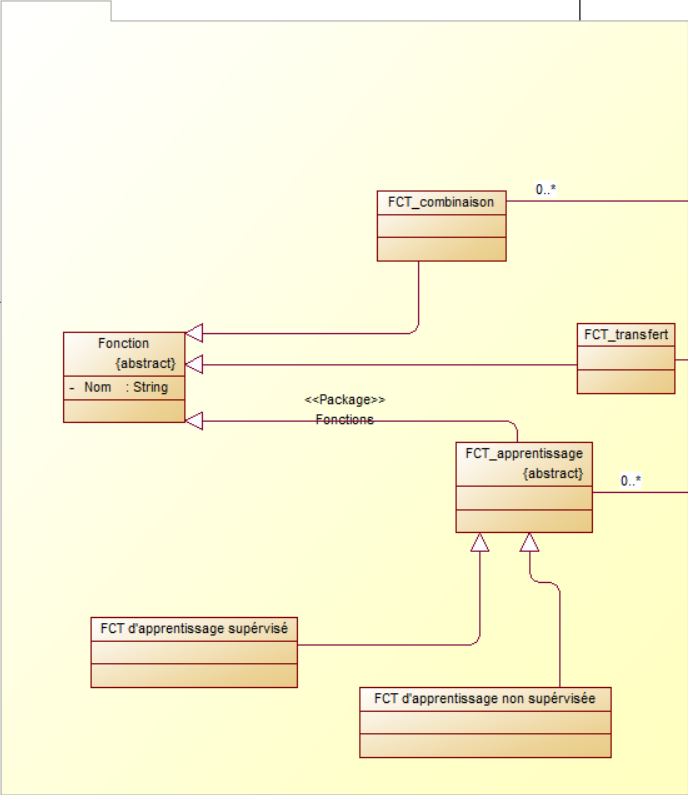 0..*
FCT_combinaison
FCT_transfert
Fonction
{abstract}
- Nom : String
<<Package>>
Fonctions
FCT_apprentissage
{abstract}
0..*
FCT d'apprentissage supérvisé
FCT d'apprentissage non supérvisée